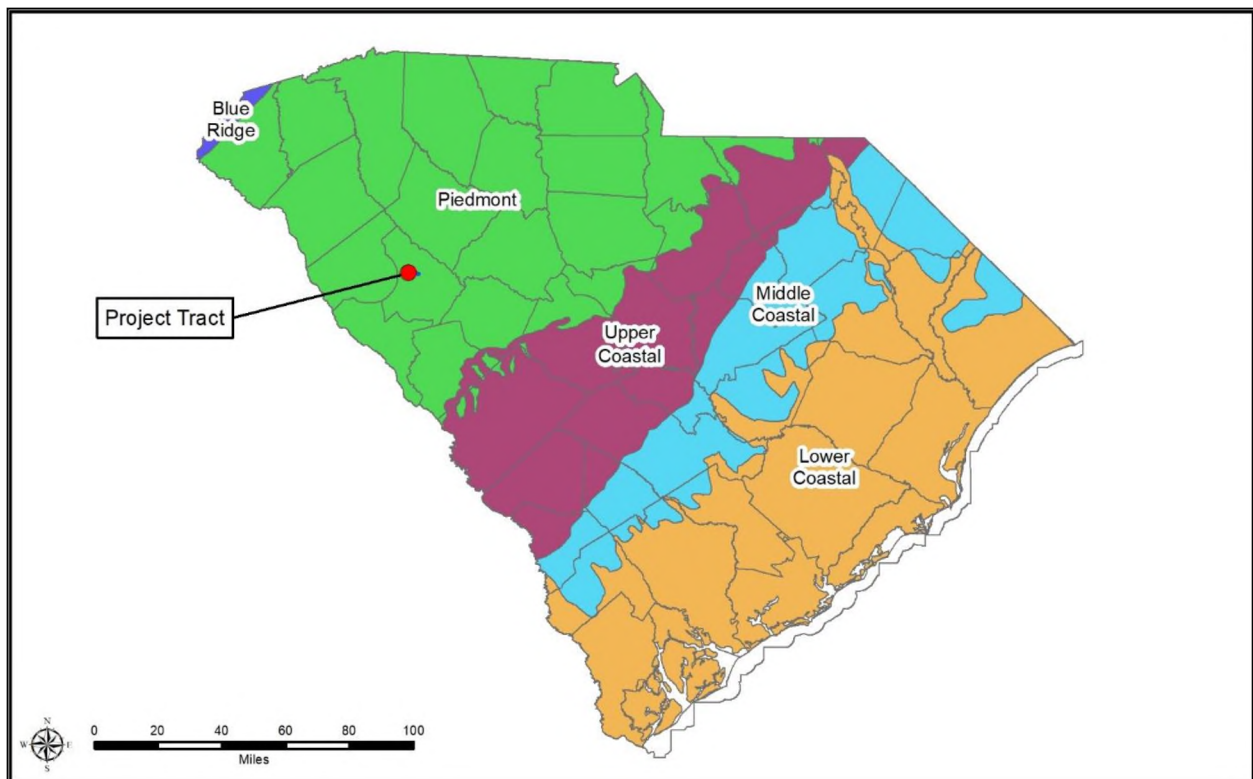 Blue
Ridge
Piedmont
Project Tract
Middle
Coastal
Upper
Coastal
Lower
Coastal
N
W E
S
0 20 40 60 80 100
Miles